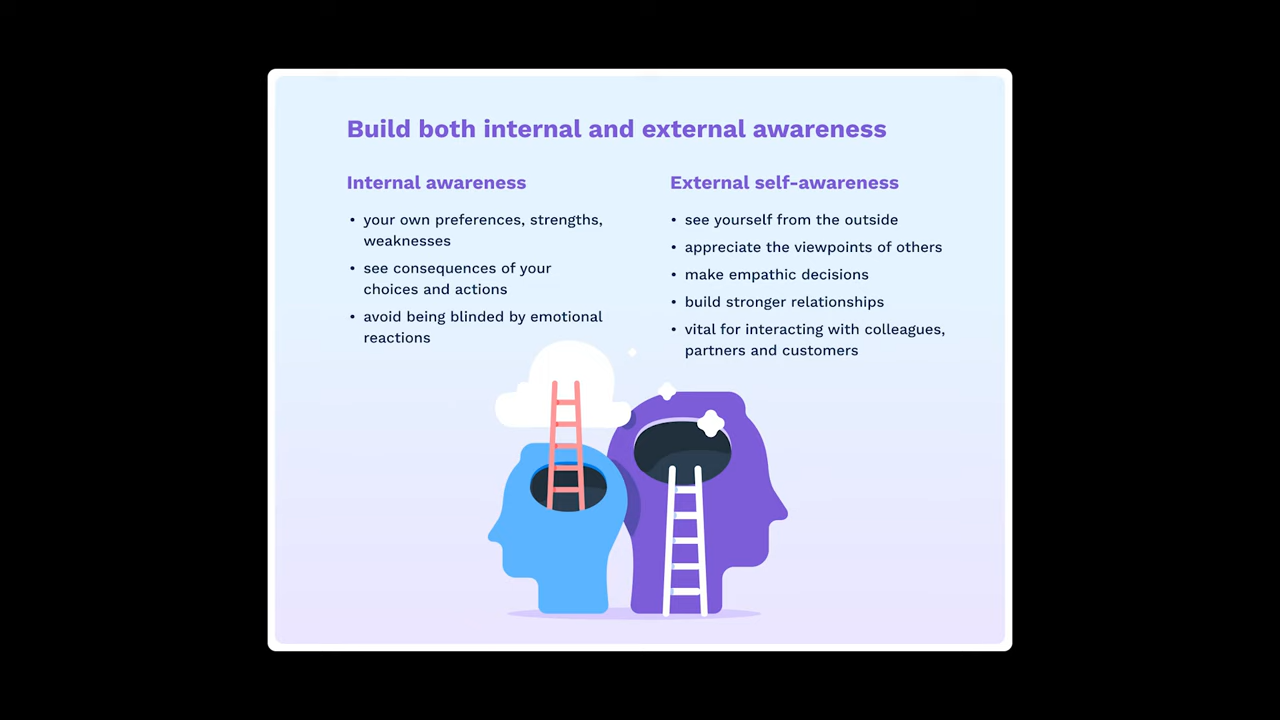 Build both internal and external awareness
Internal awareness
• your own preferences, strengths,
weaknesses
• see consequences of your
choices and actions
• avoid being blinded by emotional
reactions
External self-awareness
• see yourself from the outside
• appreciate the viewpoints of others
• make empathic decisions
• build stronger relationships
• vital for interacting with colleagues,
partners and customers